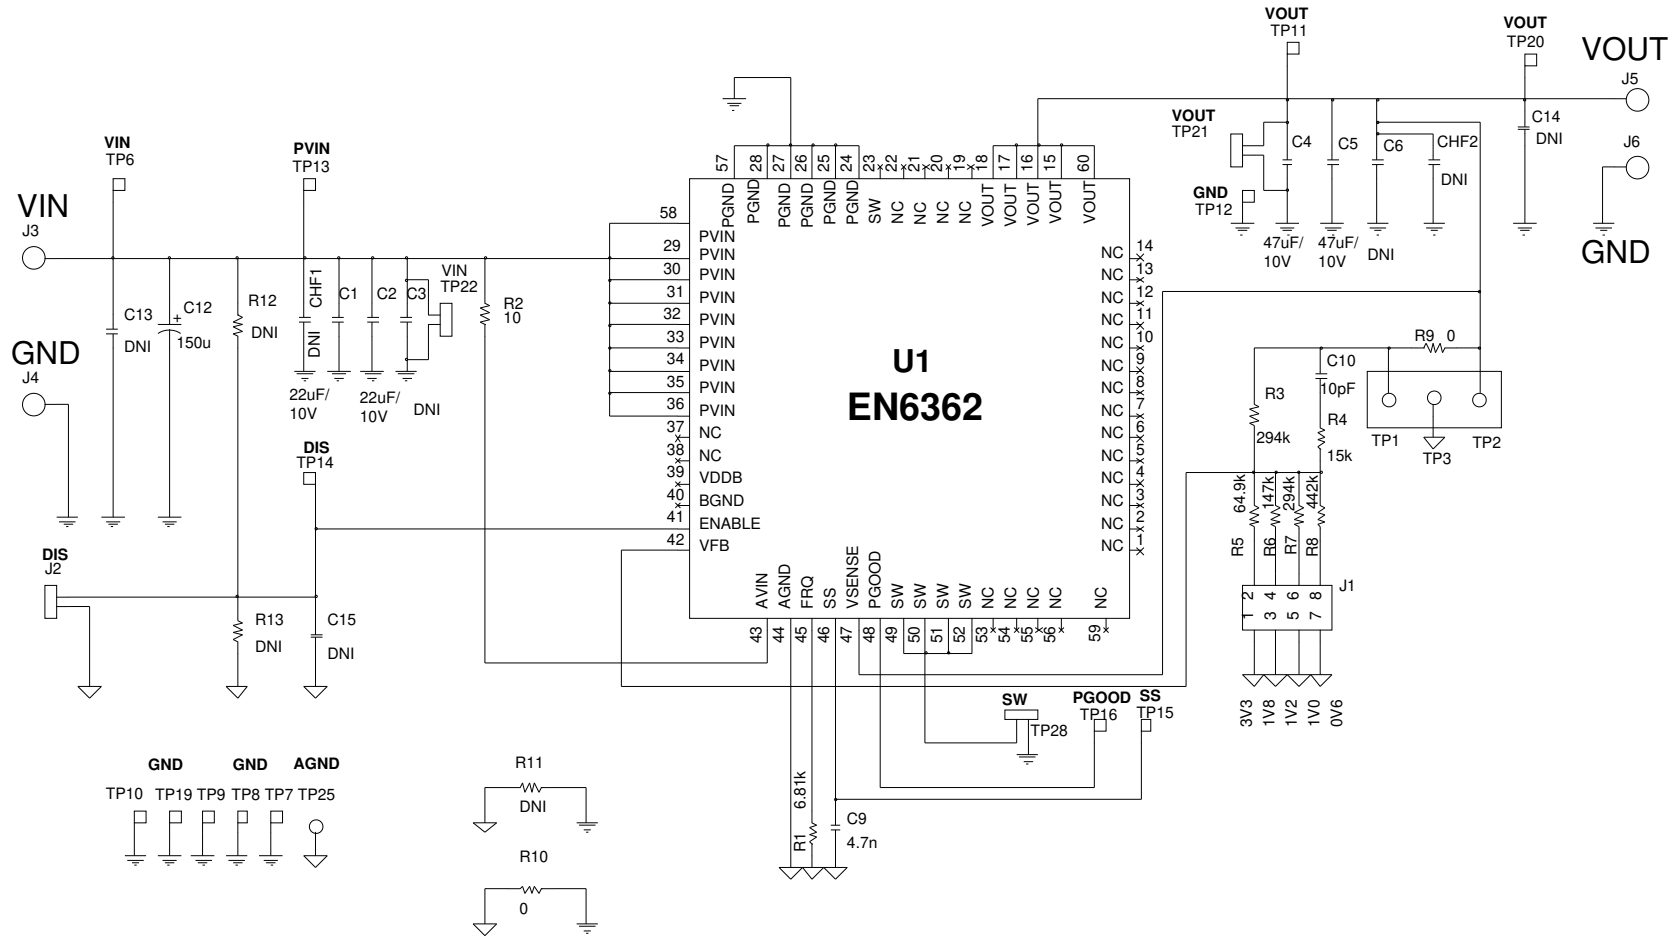 VOUT
TP11
VOUT
TP20
VOUT
J5
VOUT
TP21
C4
C5
C6
CHF2
DNI
C14
DNI
J6
GND
TP12
47uF/
10V
47uF/
10V
DNI
GND
VIN
TP6
PVIN
TP13
VIN
J3
C13
DNI
C12
+
150u
R12
DNI
CHF1
DNI
C1
C2
C3
VIN
TP22
R2
10
22uF/
10V
22uF/
10V
DNI
GND
J4
DIS
TP14
DIS
J2
R13
DNI
C15
DNI
57
28
27
26
25
24
23
22
21
20
19
18
17
16
15
60
PGND
PGND
PGND
PGND
PGND
PGND
SW
NC
NC
NC
NC
VOUT
VOUT
VOUT
VOUT
VOUT
58
PVIN
29
PVIN
30
PVIN
31
PVIN
32
PVIN
33
PVIN
34
PVIN
35
PVIN
36
PVIN
37
NC
38
NC
39
VDDB
40
BGND
41
ENABLE
42
VFB
U1
EN6362
NC 14
NC 13
NC 12
NC 11
NC 10
NC 9
NC 8
NC 7
NC 6
NC 5
NC 4
NC 3
NC 2
NC 1
AVIN
AGND
FRQ
SS
VSENSE
PGOOD
SW
SW
SW
SW
NC
NC
NC
NC
NC
43
44
45
46
47
48
49
50
51
52
53
54
55
56
59
R9 0
C10
10pF
R3
294k
R4
15k
TP1
TP3
TP2
64.9k
147k
294k
442k
R5
R6
R7
R8
J1
2
4
6
8
1
3
5
7
3V3
1V8
1V2
1V0
0V6
SW
TP28
PGOOD
TP16
SS
TP15
6.81k
R1
C9
4.7n
GND
GND
AGND
TP10
TP19
TP9
TP8
TP7
TP25
R11
DNI
R10
0